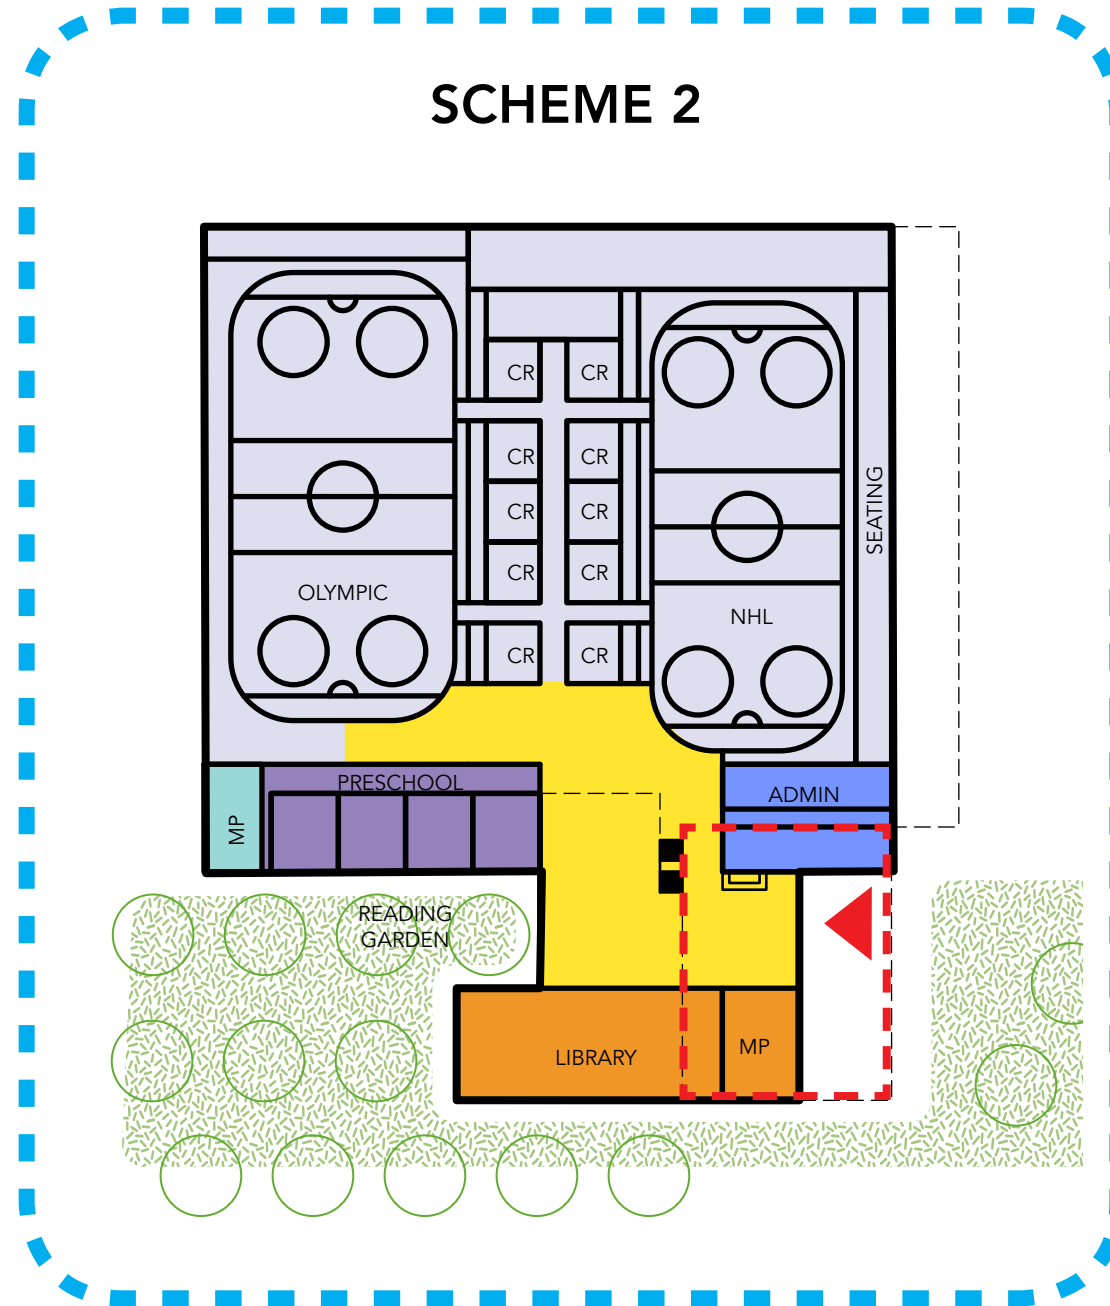 SCHEME 2
CR CR
CR CR
CR CR
SEATING
CR CR
OLYMPIC
NHL
CR CR
PRESCHOOL
ADMIN
MP
READING
GARDEN
LIBRARY
MP